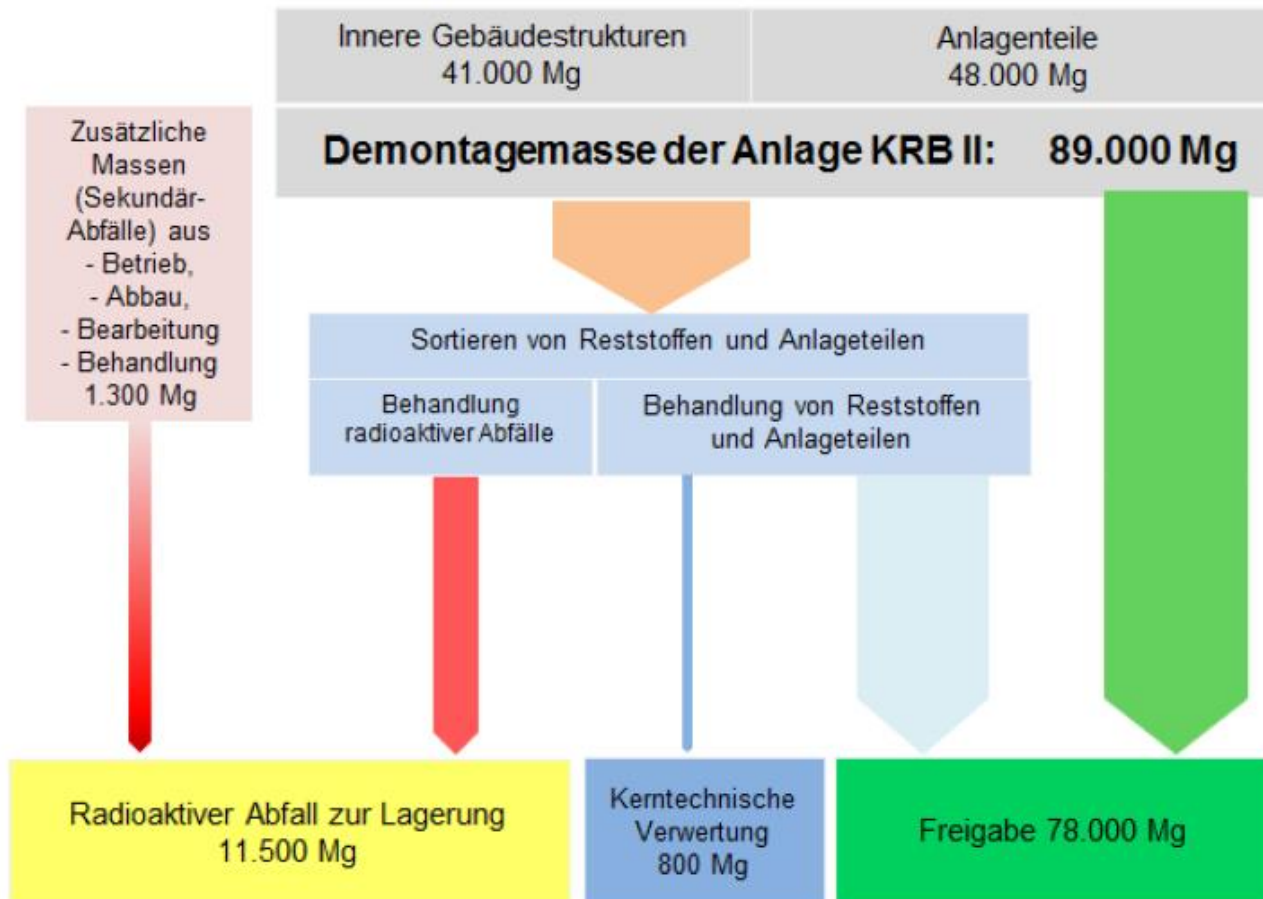 Innere Gebäudestrukturen
41.000 Mg
Anlagenteile
48.000 Mg
Demontagemasse der Anlage KRB II: 89.000 Mg
Zusätzliche
Massen
(Sekundär-
Abfälle) aus
- Betrieb,
- Abbau,
- Bearbeitung
- Behandlung
1.300 Mg
Sortieren von Reststoffen und Anlageteilen
Behandlung
radioaktiver Abfälle
Behandlung von Reststoffen
und Anlageteilen
Radioaktiver Abfall zur Lagerung
11.500 Mg
Kerntechnische
Verwertung
800 Mg
Freigabe 78.000 Mg